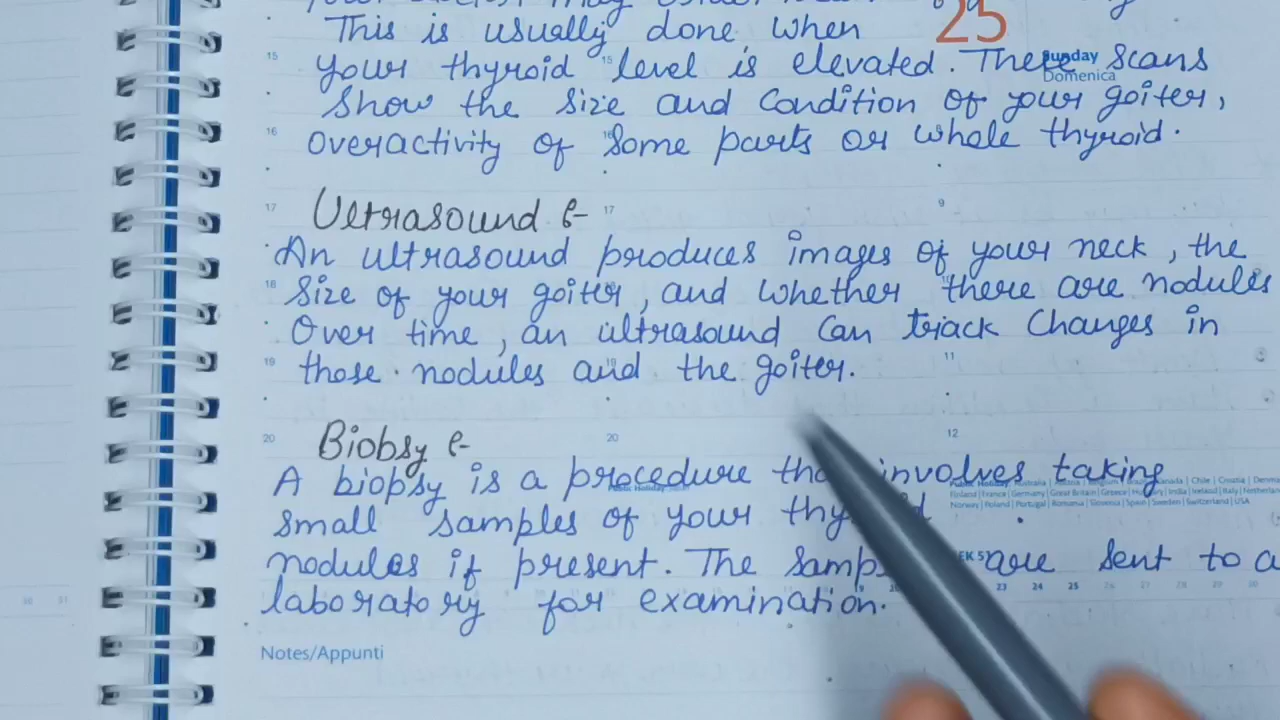 This is usually done when 25
your thyroid level is elevated. These scans
Sunday
Domenica
show the size and condition of your goiter,
overactivity of some parts or whole thyroid.
Ultrasound :-
An ultrasound produces images of your neck, the
size of your goiter, and whether there are nodules
Over time, an ultrasound can track changes in
those nodules and the goiter.
Biobsy :-
A biopsy is a procedure involves taking
small samples of your
nodules if present. The are sent to a
laboratory for examination.
Notes/Appunti